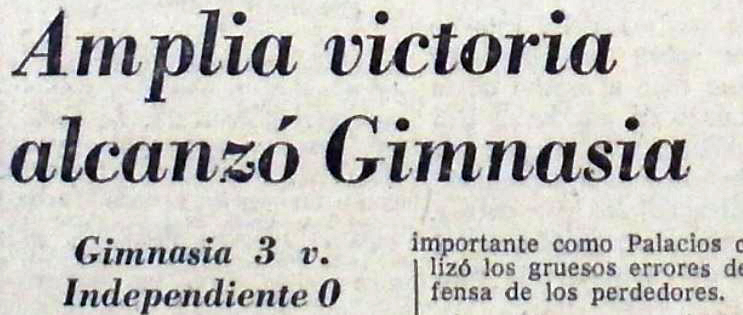 Amplia victoria
alcanzó Gimnasia
Gimnasia 3 v.
Independiente 0
importante como Palacios
lizó los gruesos errores de
fensa de los perdedores.